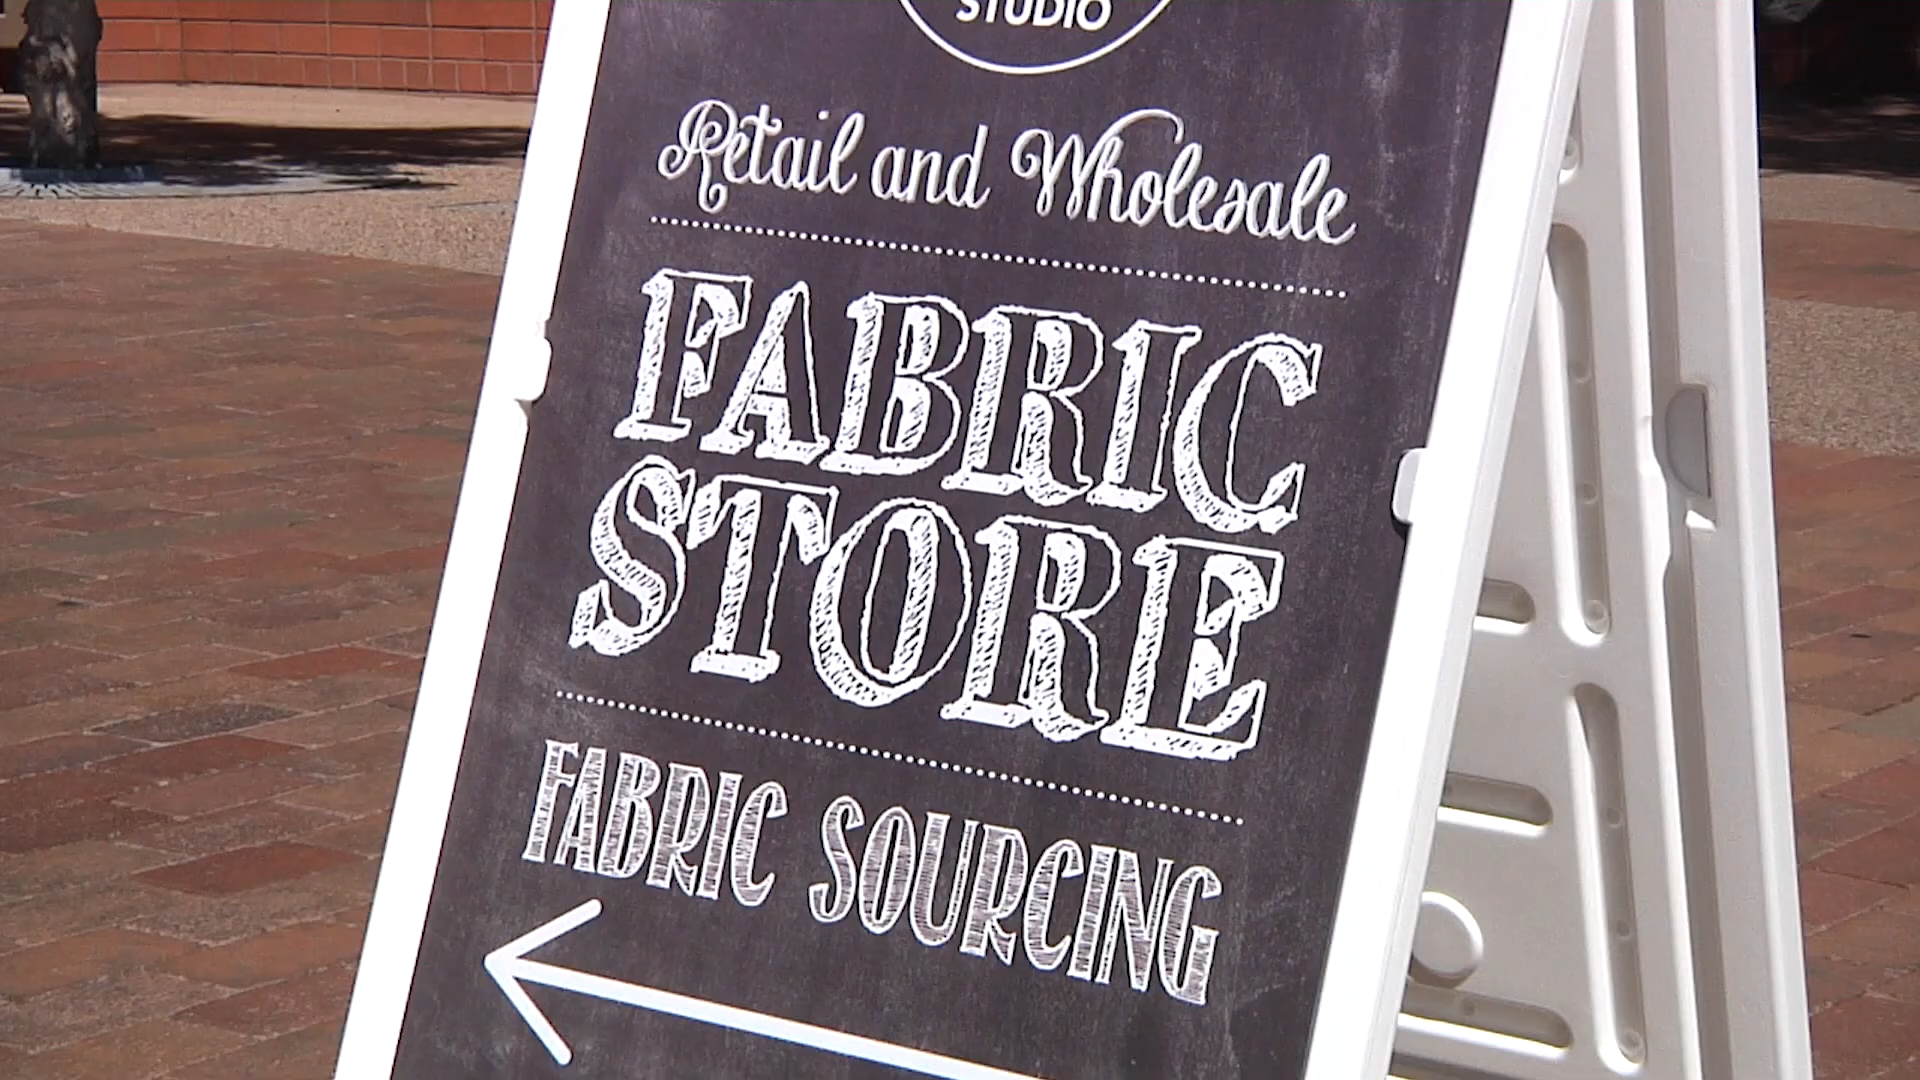 STUDIO
Retail and Wholesale
FABRIC
STORE
FABRIC SOURCING